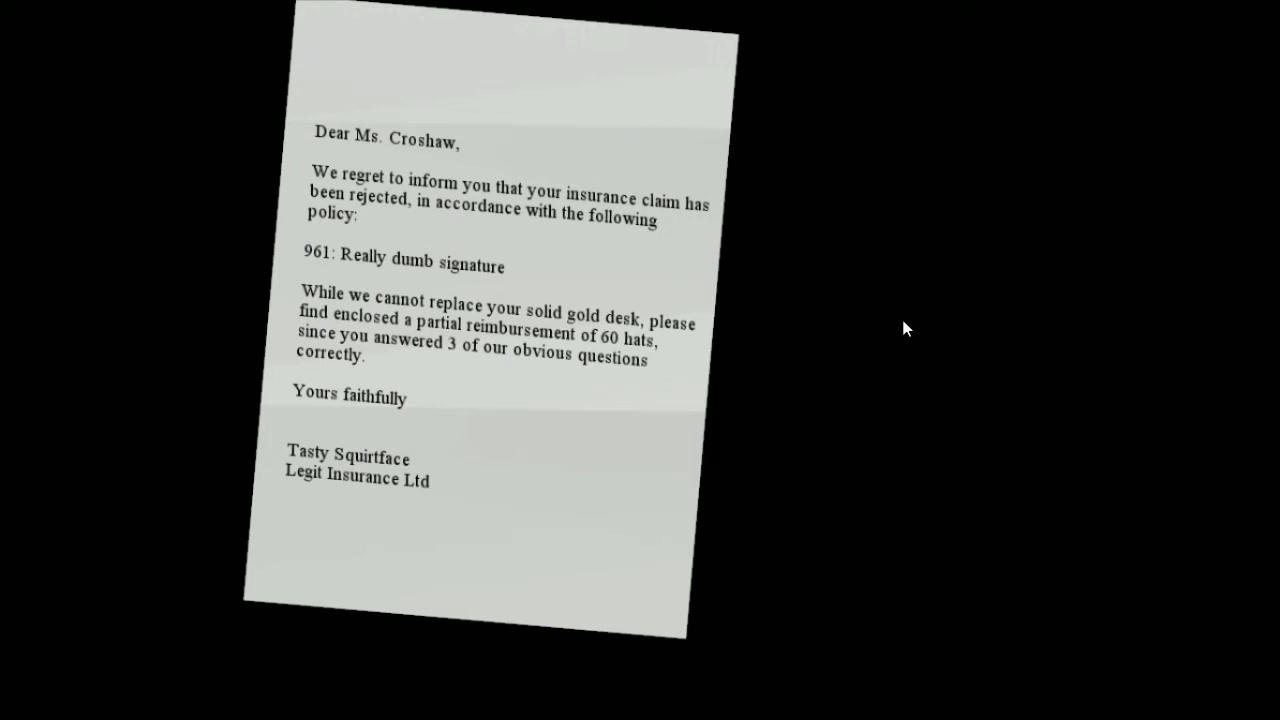 Dear Ms. Croshaw,
We regret to inform you that your insurance claim has
been rejected, in accordance with the following
policy:
961: Really dumb signature
While we cannot replace your solid gold desk, please
find enclosed a partial reimbursement of 60 hats,
since you answered 3 of our obvious questions
correctly.
Yours faithfully
Tasty Squirtface
Legit Insurance Ltd